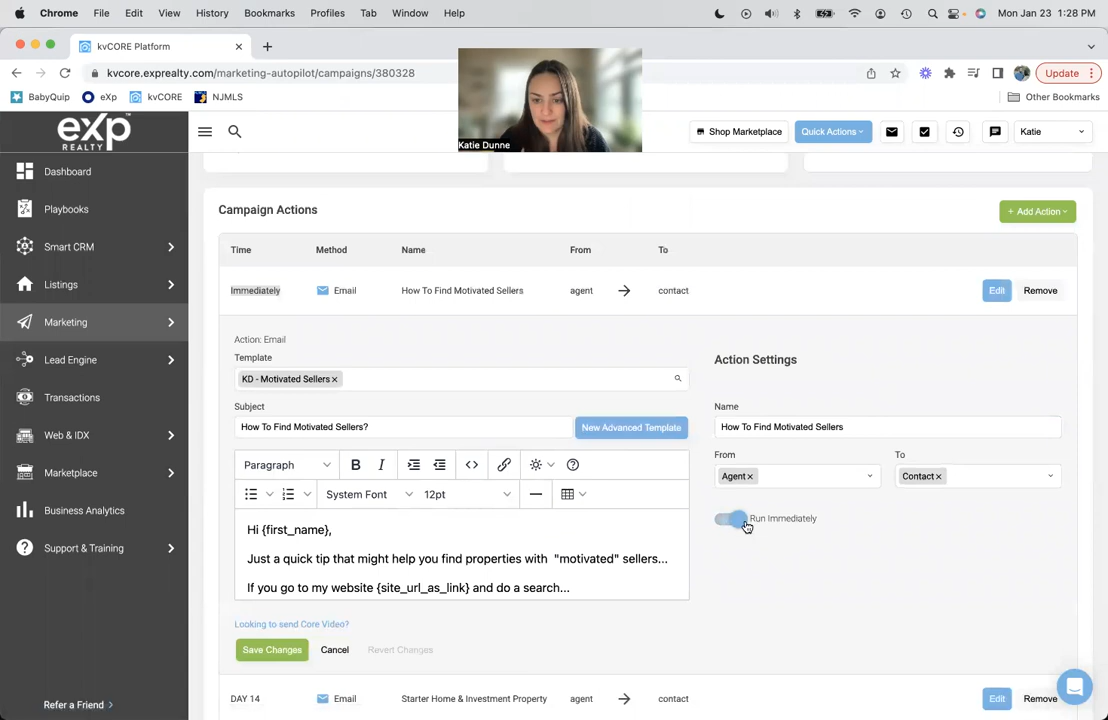 Chrome File Edit View History Bookmarks Profiles Tab Window Help Mon Jan 23 1:28 PM
kvCORE Platform
kvcore.exprealty.com/marketing-autopilot/campaigns/380328 Update
BabyQuip eXp kvCORE NJMLS Other Bookmarks
eXp REALTY
Katie Dunne
Shop Marketplace Quick Actions Katie
Dashboard
Playbooks
Smart CRM
Listings
Marketing
Lead Engine
Transactions
Web & IDX
Marketplace
Business Analytics
Support & Training
Refer a Friend
Campaign Actions + Add Action
Time Method Name From To
Immediately Email How To Find Motivated Sellers agent contact Edit Remove
Action: Email
Template
KD - Motivated Sellers ×
Subject
How To Find Motivated Sellers? New Advanced Template
Paragraph B I
System Font 12pt
Hi {first_name},
Just a quick tip that might help you find properties with "motivated" sellers...
If you go to my website {site_url_as_link} and do a search...
Looking to send Core Video?
Save Changes Cancel Revert Changes
Action Settings
Name
How To Find Motivated Sellers
From To
Agent × Contact ×
Run Immediately
DAY 14 Email Starter Home & Investment Property agent contact Edit Remove